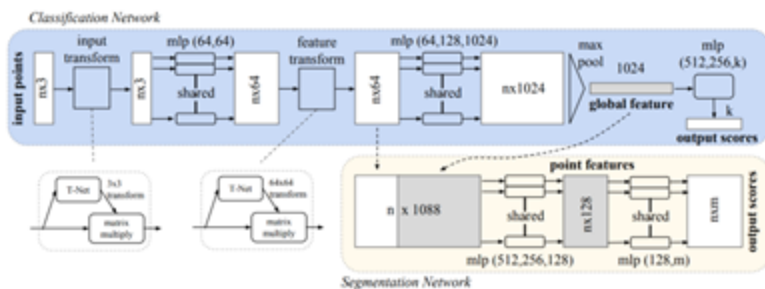 Classification Network
input points
nx3
input
transform
nx3
mlp (64,64)
shared
nx64
feature
transform
nx64
mlp (64,128,1024)
shared
nx1024
max
pool
1024
global feature
mlp
(512,256,k)
k
output scores
T-Net
3x3
transform
matrix
multiply
T-Net
64x64
transform
matrix
multiply
point features
n x 1088
shared
mlp (512,256,128)
nx128
shared
mlp (128,m)
nxm
output scores
Segmentation Network